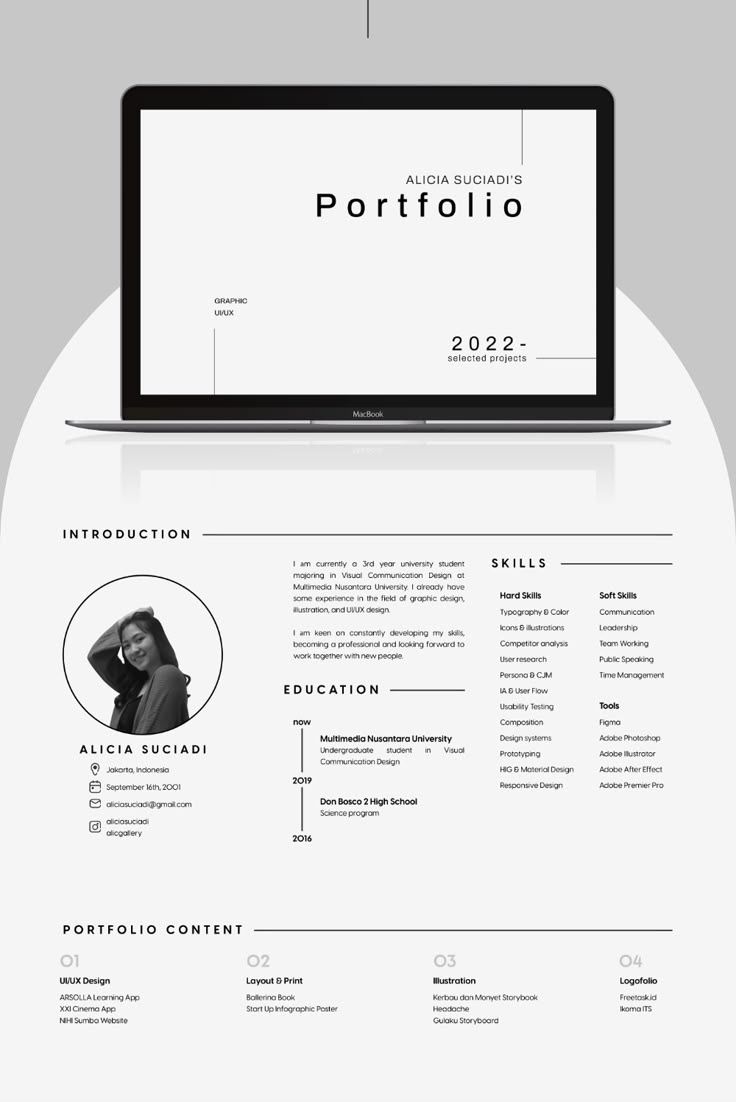 ALICIA SUCIADI'S
Portfolio
GRAPHIC
UI/UX
2022-
selected projects
MacBook
INTRODUCTION
ALICIA SUCIADI
Jakarta, Indonesia
September 16th, 2001
aliciasuciadi@gmail.com
aliciasuciadi
alicgallery
I am currently a 3rd year university student
majoring in Visual Communication Design at
Multimedia Nusantara University. I already have
some experience in the field of graphic design,
illustration, and UI/UX design.
I am keen on constantly developing my skills,
becoming a professional and looking forward to
work together with new people.
EDUCATION
now
Multimedia Nusantara University
Undergraduate student in Visual
Communication Design
2019
Don Bosco 2 High School
Science program
2016
SKILLS
Hard Skills
Typography & Color
Icons & illustrations
Competitor analysis
User research
Persona & CJM
IA & User Flow
Usability Testing
Composition
Design systems
Prototyping
HIG & Material Design
Responsive Design
Soft Skills
Communication
Leadership
Team Working
Public Speaking
Time Management
Tools
Figma
Adobe Photoshop
Adobe Illustrator
Adobe After Effect
Adobe Premier Pro
PORTFOLIO CONTENT
01
UI/UX Design
ARSOLLA Learning App
XXI Cinema App
NIHI Sumba Website
02
Layout & Print
Ballerina Book
Start Up Infographic Poster
03
Illustration
Kerbau dan Monyet Storybook
Headache
Gulaku Storyboard
04
Logofolio
Freetask.id
Ikoma ITS